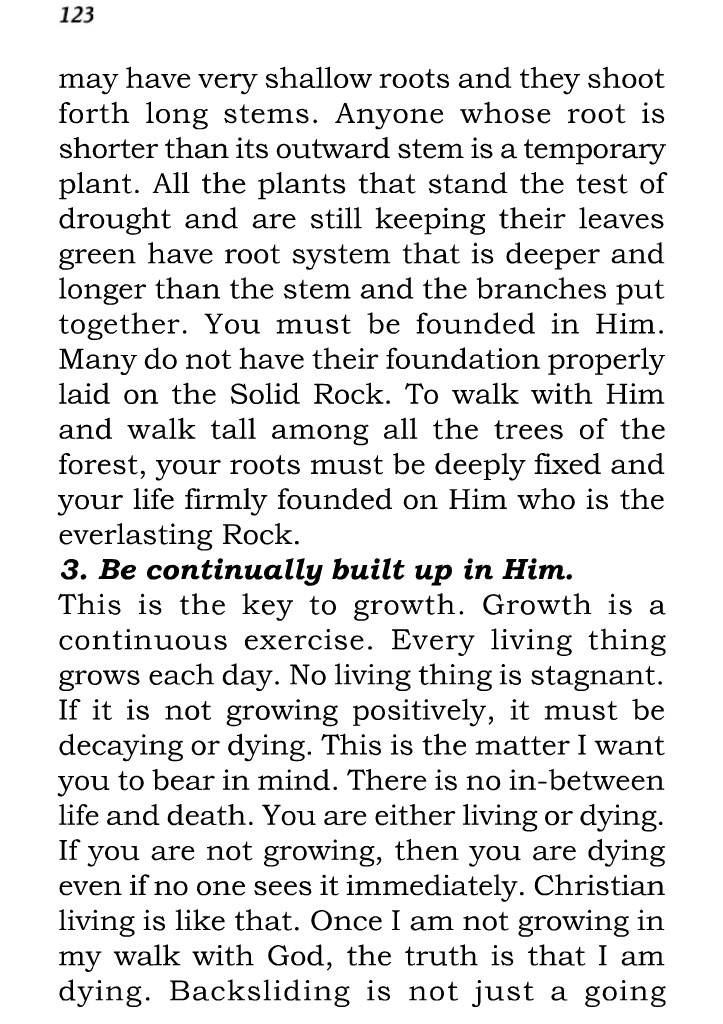 123
may have very shallow roots and they shoot
forth long stems. Anyone whose root is
shorter than its outward stem is a temporary
plant. All the plants that stand the test of
drought and are still keeping their leaves
green have root system that is deeper and
longer than the stem and the branches put
together. You must be founded in Him.
Many do not have their foundation properly
laid on the Solid Rock. To walk with Him
and walk tall among all the trees of the
forest, your roots must be deeply fixed and
your life firmly founded on Him who is the
everlasting Rock.
3. Be continually built up in Him.
This is the key to growth. Growth is a
continuous exercise. Every living thing
grows each day. No living thing is stagnant.
If it is not growing positively, it must be
decaying or dying. This is the matter I want
you to bear in mind. There is no in-between
life and death. You are either living or dying.
If you are not growing, then you are dying
even if no one sees it immediately. Christian
living is like that. Once I am not growing in
my walk with God, the truth is that I am
dying. Backsliding is not just a going